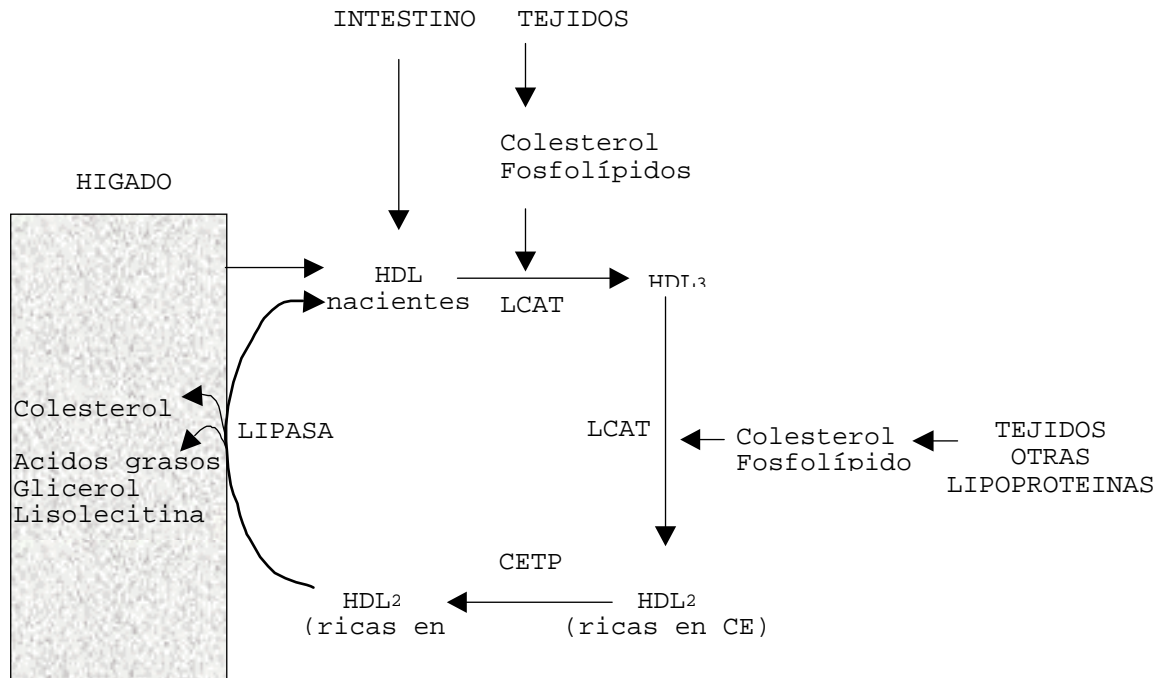 INTESTINO TEJIDOS
Colesterol
Fosfolípidos
HIGADO
HDL
nacientes
LCAT
HDL3
Colesterol
LIPASA
Acidos grasos
Glicerol
Lisolecitina
LCAT
Colesterol
Fosfolípido
TEJIDOS
OTRAS
LIPOPROTEINAS
CETP
HDL2
(ricas en
HDL2
(ricas en CE)